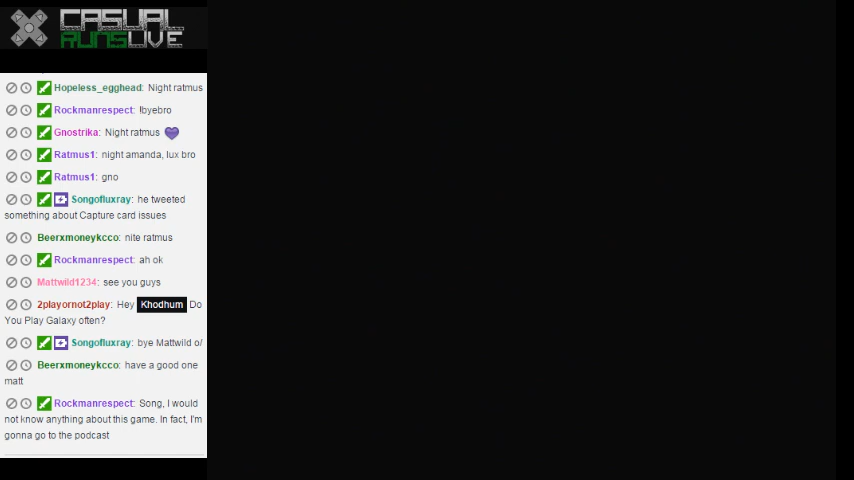 CASUAL
RUNSLIVE
Hopeless_egghead: Night ratmus
Rockmanrespect: !byebro
Gnostrika: Night ratmus
Ratmus1: night amanda, lux bro
Ratmus1: gno
Songofluxray: he tweeted
something about Capture card issues
Beerxmoneykcco: nite ratmus
Rockmanrespect: ah ok
Mattwild1234: see you guys
2playornot2play: Hey Khodhum Do
You Play Galaxy often?
Songofluxray: bye Mattwild o/
Beerxmoneykcco: have a good one
matt
Rockmanrespect: Song, I would
not know anything about this game. In fact, I'm
gonna go to the podcast